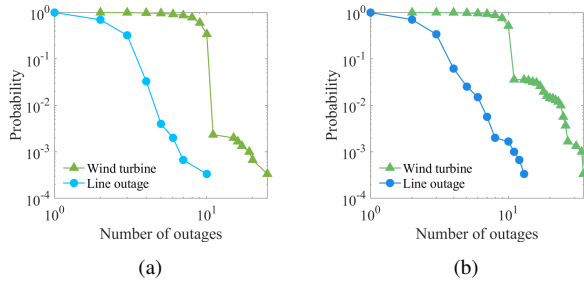 10^0
10^-1
10^-2
10^-3
10^-4
Probability
Wind turbine
Line outage
10^0
10^1
Number of outages
(a)
10^0
10^-1
10^-2
10^-3
10^-4
Probability
Wind turbine
Line outage
10^0
10^1
Number of outages
(b)